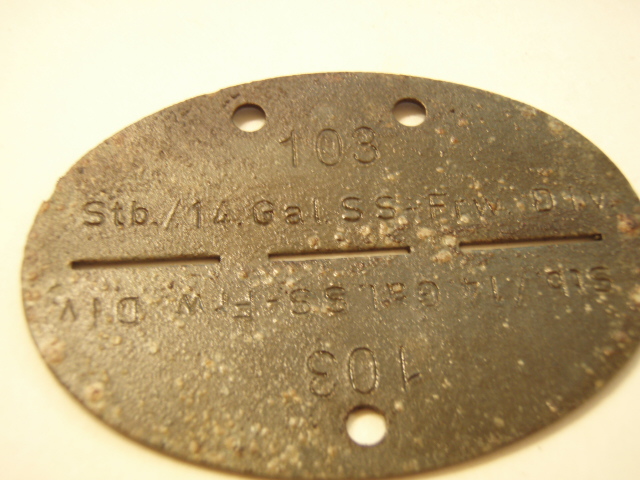 103
Stb./14.Gal.SS-Frw. Div.
Stb./14.Gal.SS-Frw. Div
103